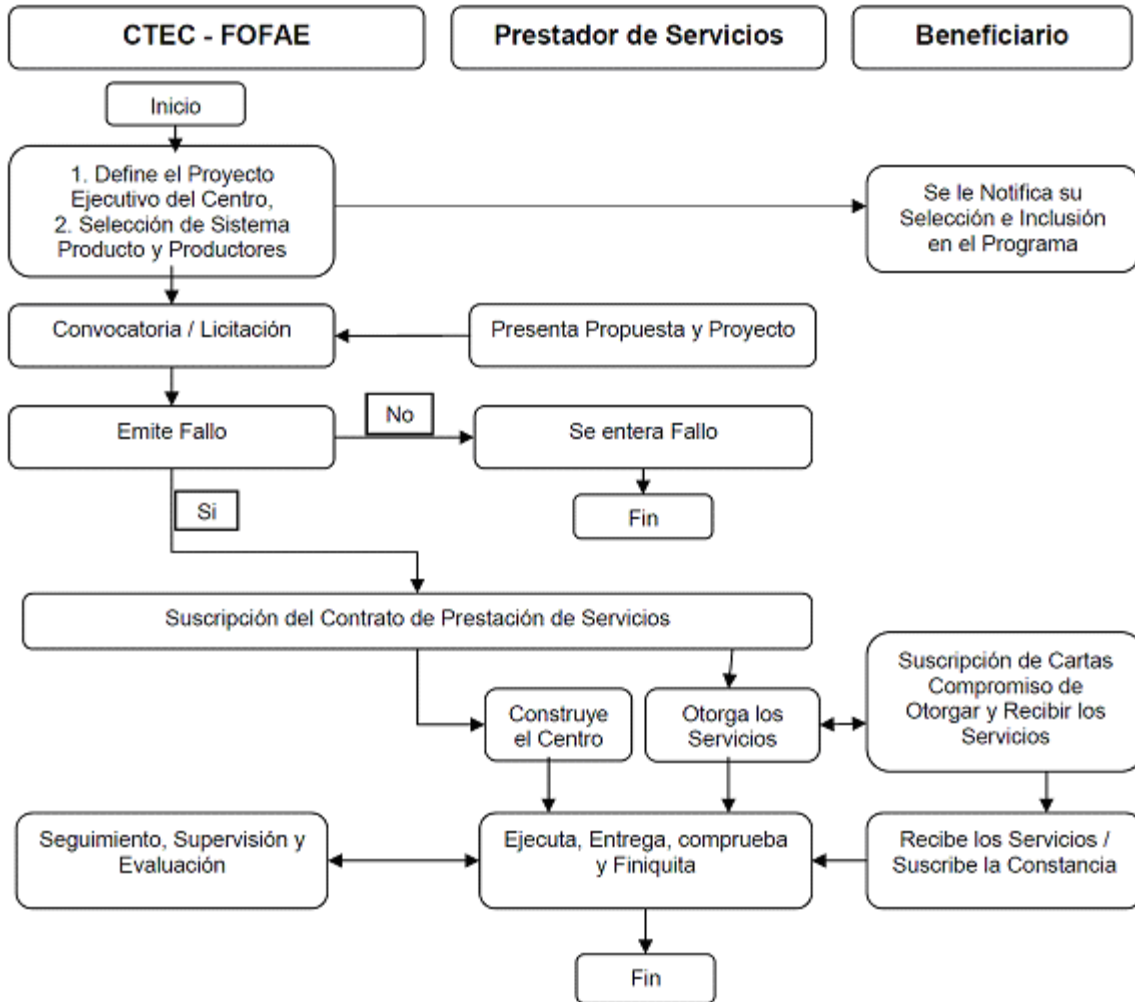 CTEC - FOFAE
Prestador de Servicios
Beneficiario
Inicio
1. Define el Proyecto
Ejecutivo del Centro,
2. Selección de Sistema
Producto y Productores
Se le Notifica su
Selección e Inclusión
en el Programa
Convocatoria / Licitación
Presenta Propuesta y Proyecto
Emite Fallo
No
Se entera Fallo
Si
Fin
Suscripción del Contrato de Prestación de Servicios
Construye
el Centro
Otorga los
Servicios
Suscripción de Cartas
Compromiso de
Otorgar y Recibir los
Servicios
Seguimiento, Supervisión y
Evaluación
Ejecuta, Entrega, comprueba
y Finiquita
Recibe los Servicios /
Suscribe la Constancia
Fin